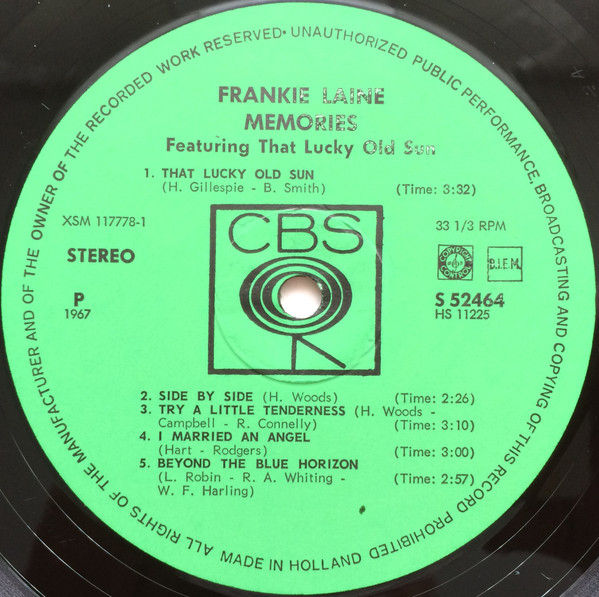 ALL RIGHTS OF THE MANUFACTURER AND OF THE OWNER OF THE RECORDED WORK RESERVED • UNAUTHORIZED PUBLIC PERFORMANCE, BROADCASTING AND COPYING OF THIS RECORD PROHIBITED
FRANKIE LAINE
MEMORIES
Featuring That Lucky Old Sun
1. THAT LUCKY OLD SUN
(H. Gillespie - B. Smith) (Time: 3:32)
XSM 117778-1
CBS
33 1/3 RPM
STEREO
COPYRIGHT CONTROL
B.I.E.M.
P
1967
S 52464
HS 11225
2. SIDE BY SIDE (H. Woods) (Time: 2:26)
3. TRY A LITTLE TENDERNESS (H. Woods -
Campbell - R. Connelly) (Time: 3:10)
4. I MARRIED AN ANGEL
(Hart - Rodgers) (Time: 3:00)
5. BEYOND THE BLUE HORIZON
(L. Robin - R. A. Whiting - (Time: 2:57)
W. F. Harling)
MADE IN HOLLAND